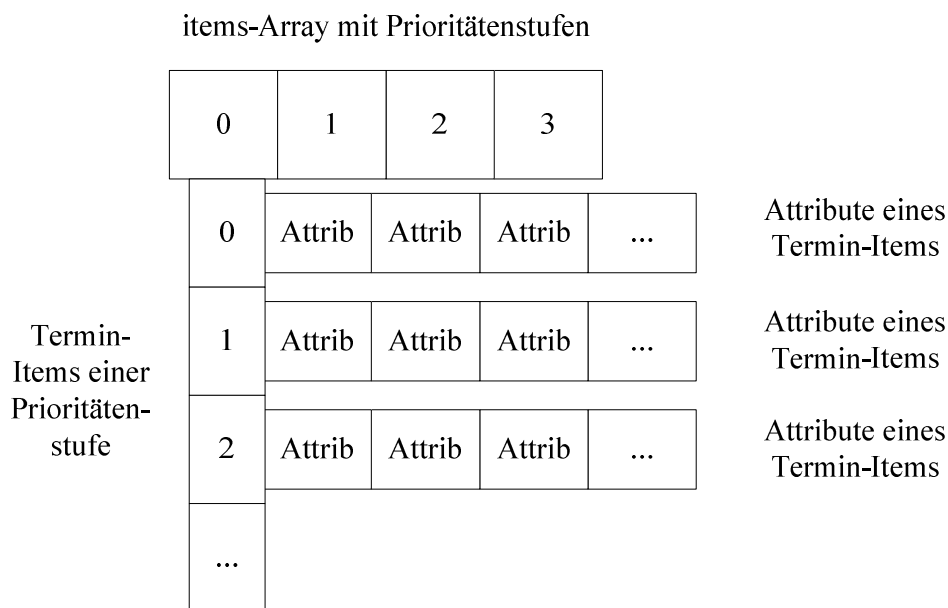 items-Array mit Prioritätenstufen
0 1 2 3
0 Attrib Attrib Attrib ...
Attribute eines
Termin-Items
1 Attrib Attrib Attrib ...
Attribute eines
Termin-Items
Termin-
Items einer
Prioritäten-
stufe
2 Attrib Attrib Attrib ...
Attribute eines
Termin-Items
...